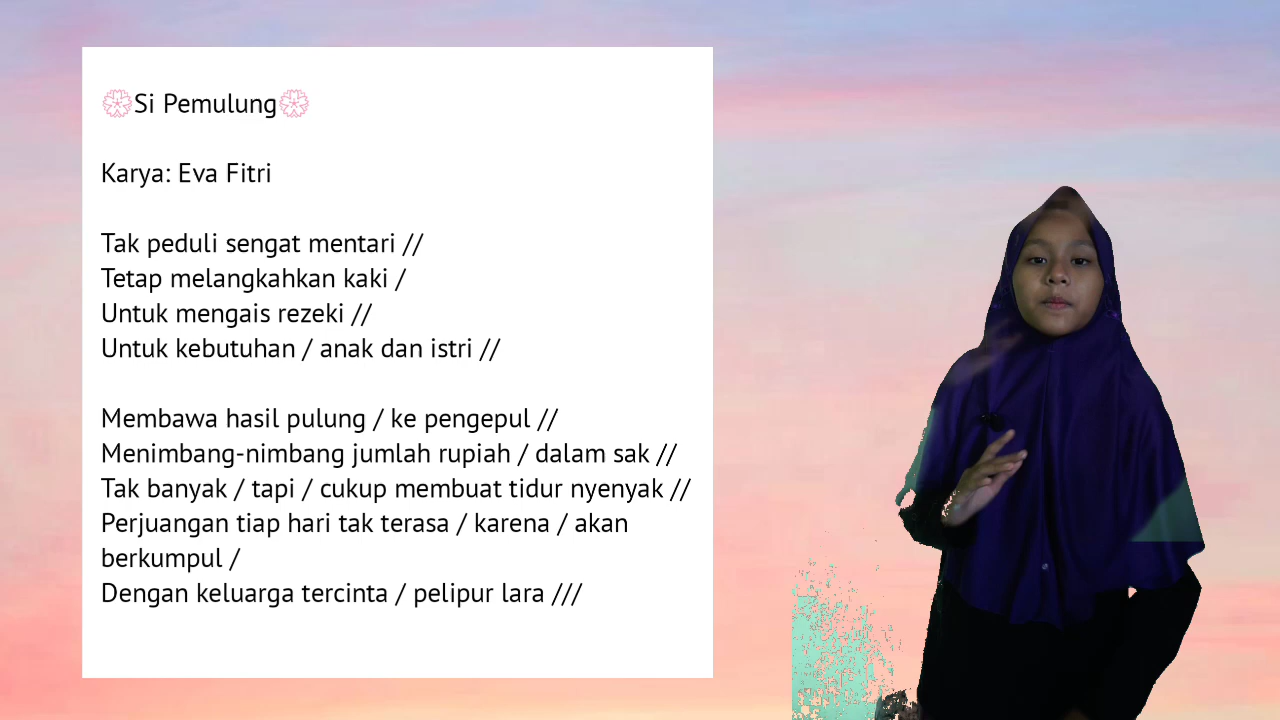 Si Pemulung
Karya: Eva Fitri
Tak peduli sengat mentari //
Tetap melangkahkan kaki /
Untuk mengais rezeki //
Untuk kebutuhan / anak dan istri //
Membawa hasil pulung / ke pengepul //
Menimbang-nimbang jumlah rupiah / dalam sak //
Tak banyak / tapi / cukup membuat tidur nyenyak //
Perjuangan tiap hari tak terasa / karena / akan
berkumpul /
Dengan keluarga tercinta / pelipur lara ///